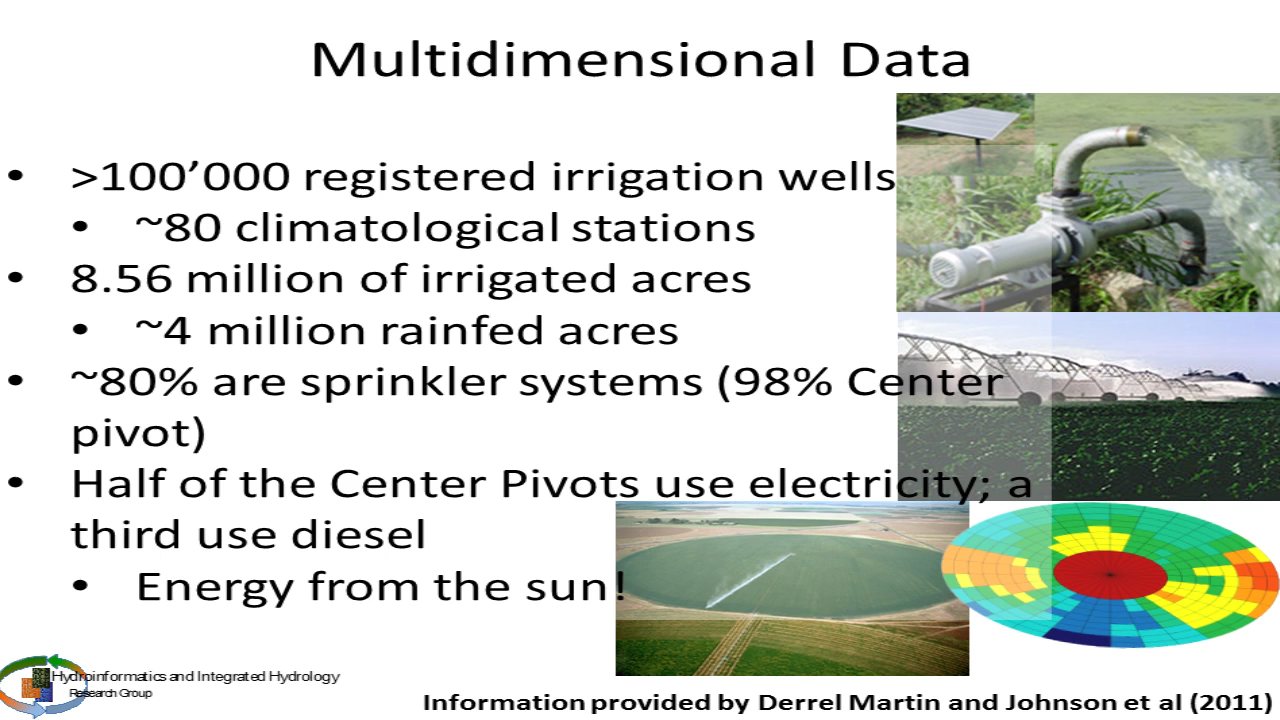 Multidimensional Data
• >100’000 registered irrigation wells
• ~80 climatological stations
• 8.56 million of irrigated acres
• ~4 million rainfed acres
• ~80% are sprinkler systems (98% Center
pivot)
• Half of the Center Pivots use electricity; a
third use diesel
• Energy from the sun!
Hydroinformatics and Integrated Hydrology
Research Group
Information provided by Derrel Martin and Johnson et al (2011)